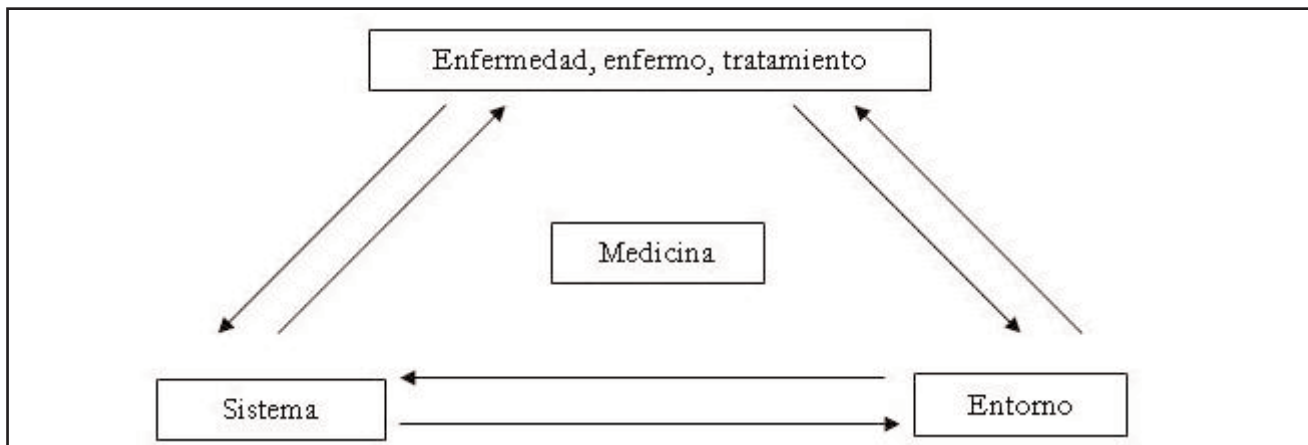 Enfermedad, enfermo, tratamiento
Medicina
Sistema
Entorno